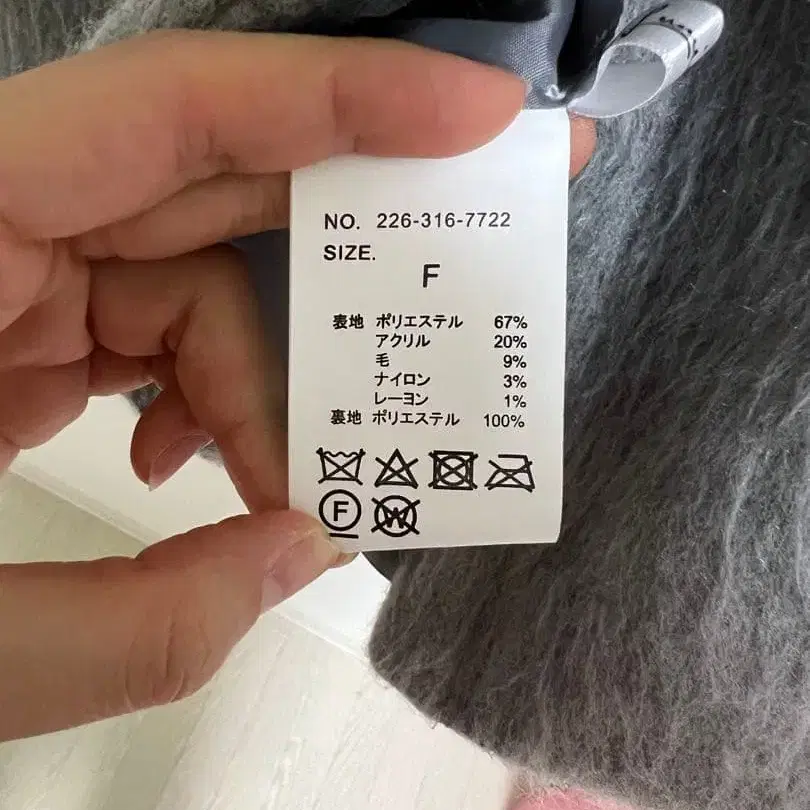 NO. 226-316-7722
SIZE.
F
表地 ポリエステル 67%
アクリル 20%
毛 9%
ナイロン 3%
レーヨン 1%
裏地 ポリエステル 100%
F W